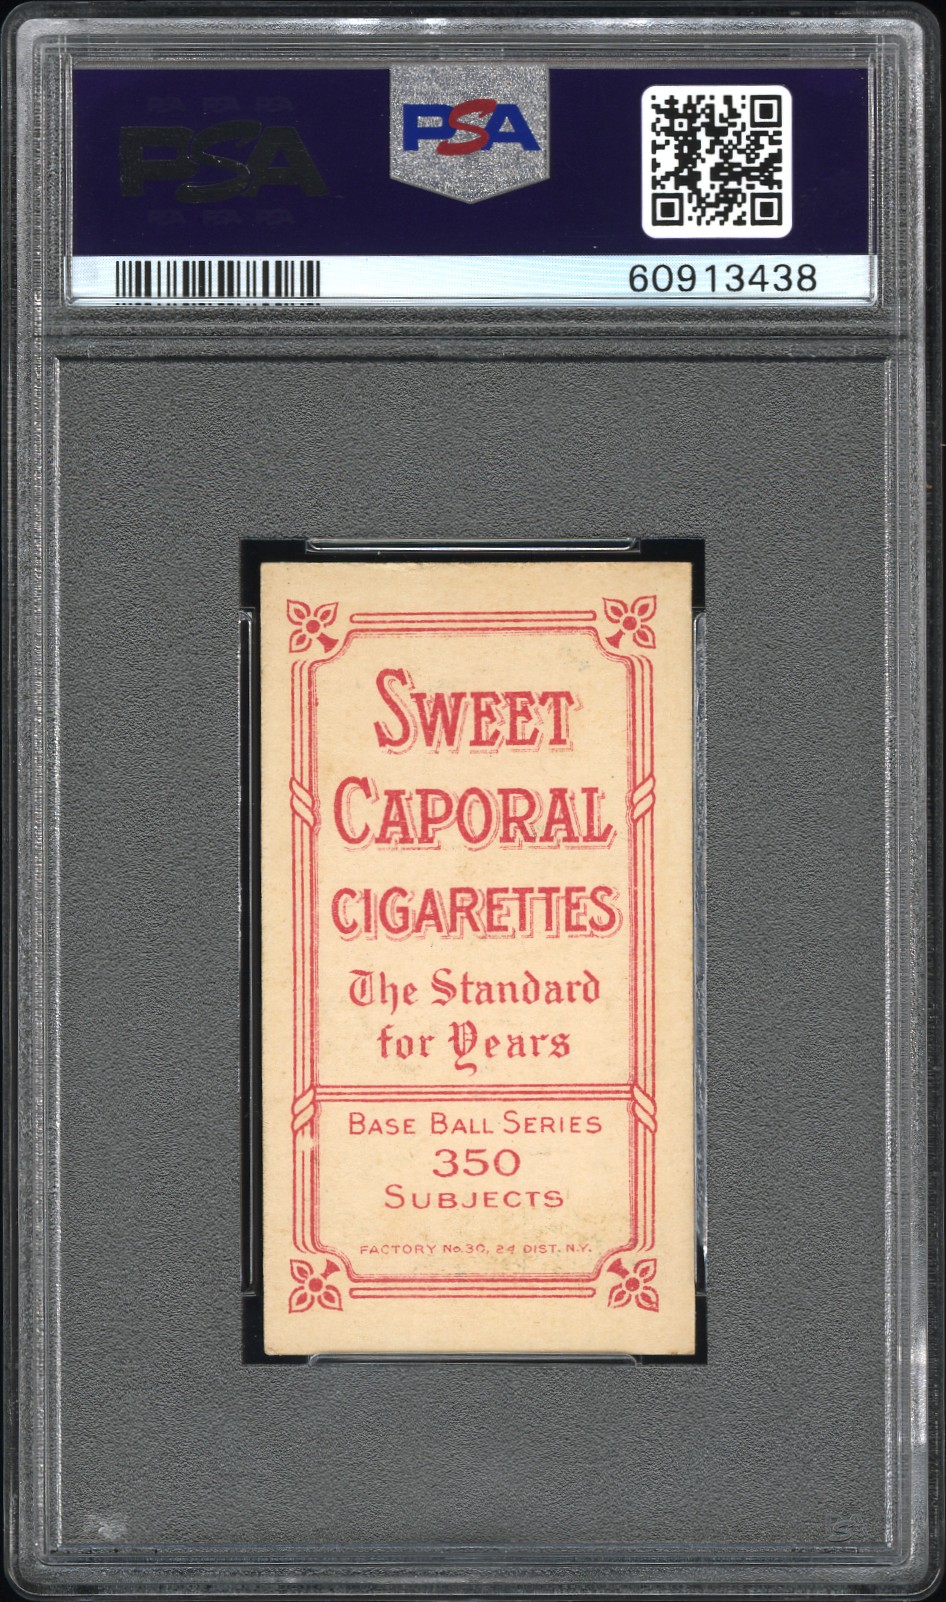 PSA
PSA
60913438
SWEET
CAPORAL
CIGARETTES
The Standard
for Years
BASE BALL SERIES
350
SUBJECTS
FACTORY No. 30, 2d DIST. N.Y.